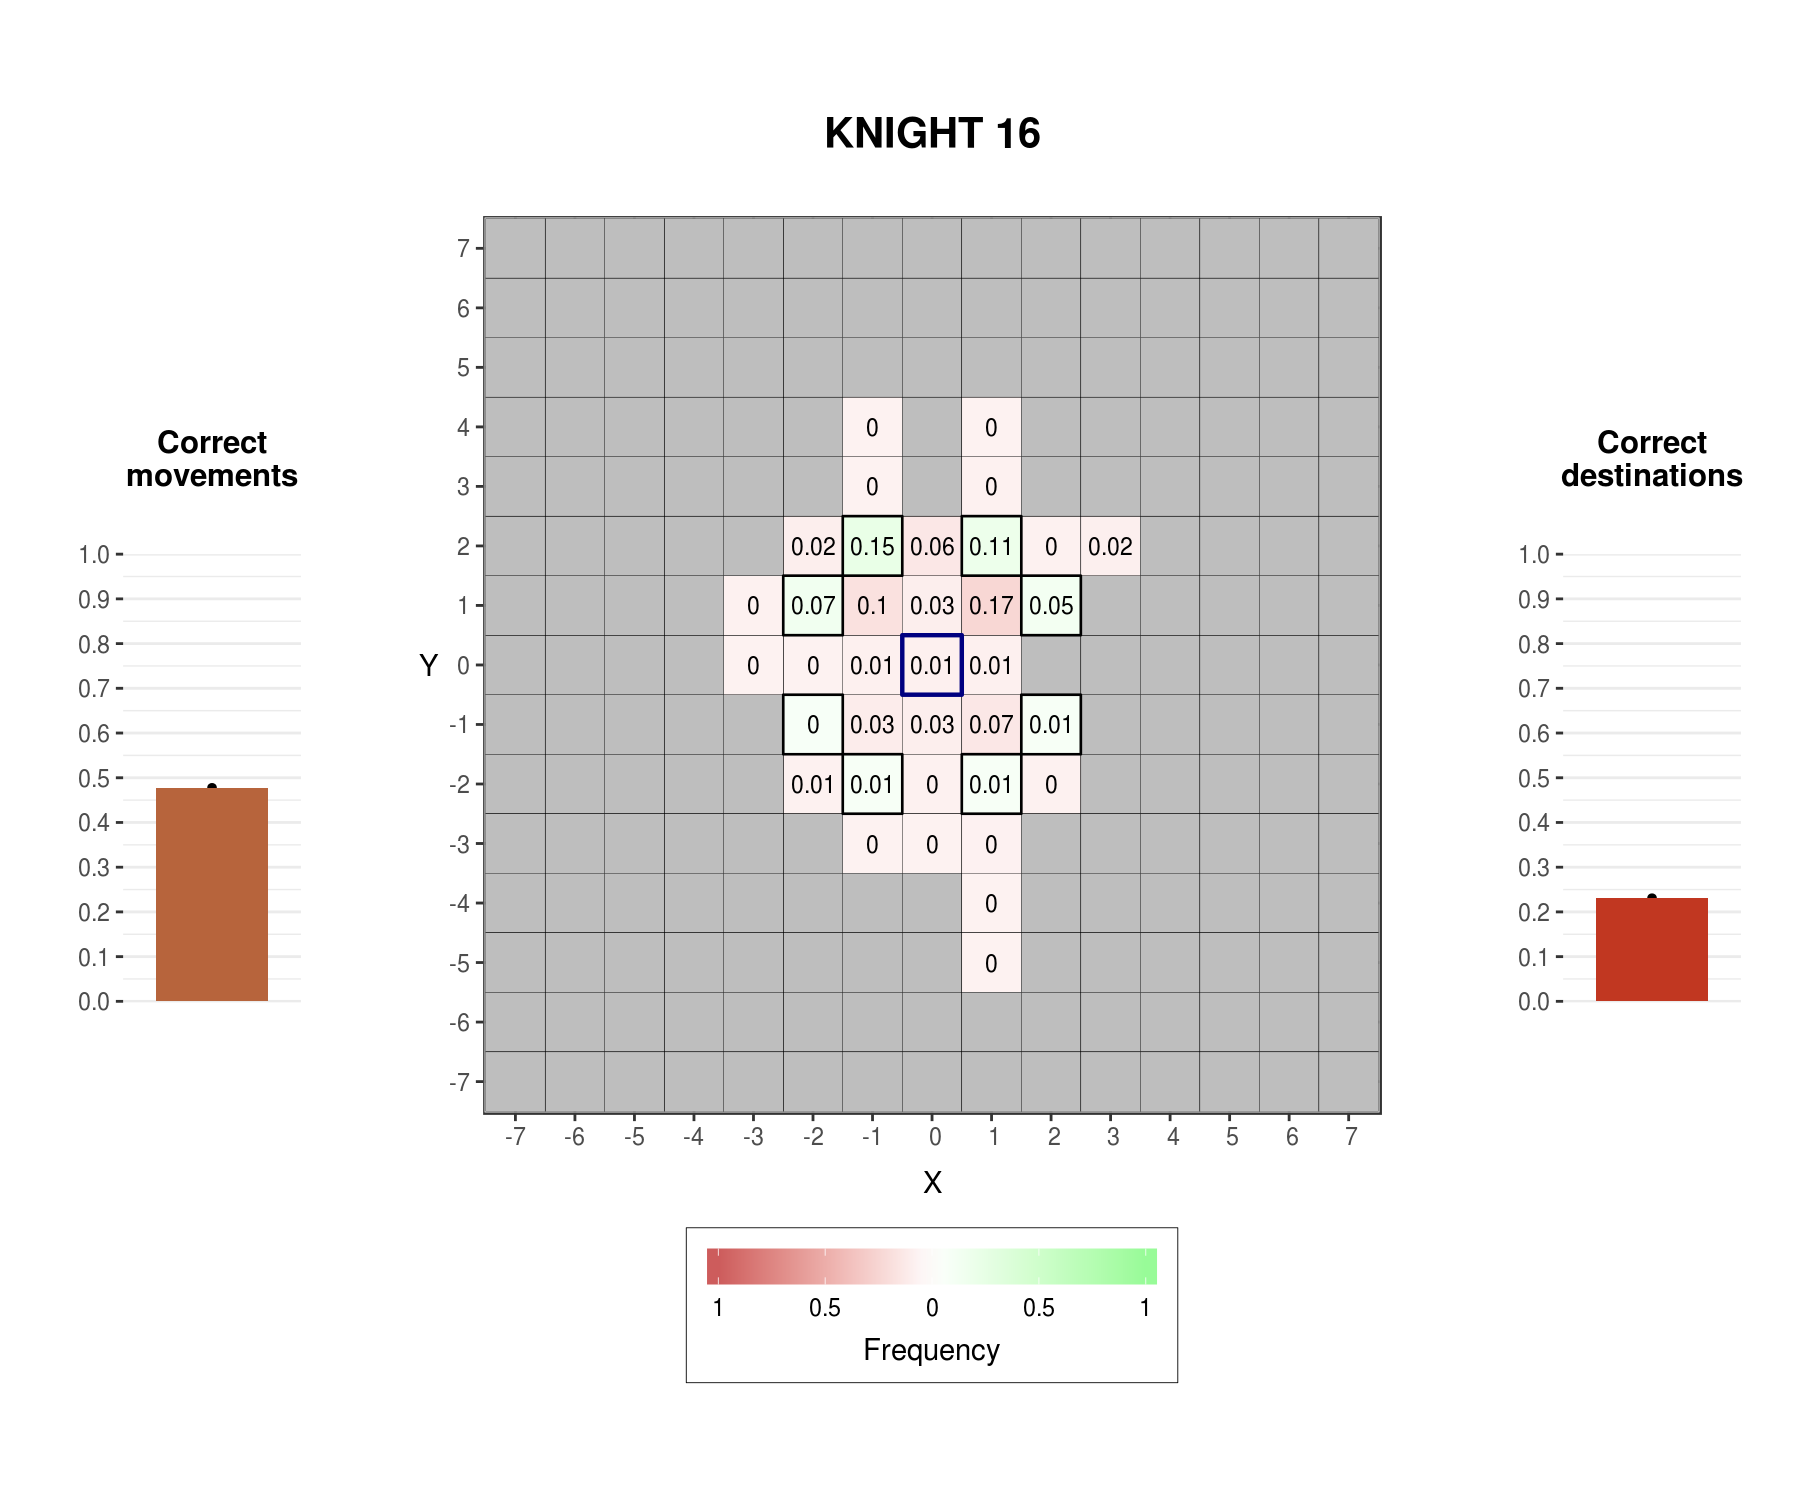 KNIGHT 16
Correct
movements
1.0
0.9
0.8
0.7
0.6
0.5
0.4
0.3
0.2
0.1
0.0
Y
7
6
5
4 0 0
3 0 0
2 0.02 0.15 0.06 0.11 0 0.02
1 0 0.07 0.1 0.03 0.17 0.05
0 0 0 0.01 0.01 0.01
-1 0 0.03 0.03 0.07 0.01
-2 0.01 0.01 0 0.01 0
-3 0 0 0
-4 0
-5 0
-6
-7
-7 -6 -5 -4 -3 -2 -1 0 1 2 3 4 5 6 7
X
1 0.5 0 0.5 1
Frequency
Correct
destinations
1.0
0.9
0.8
0.7
0.6
0.5
0.4
0.3
0.2
0.1
0.0